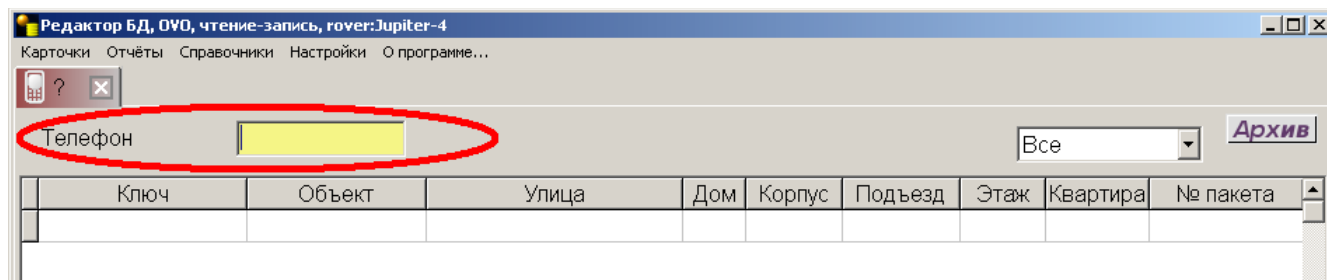 Редактор БД, OVO, чтение-запись, rover:Jupiter-4
Карточки Отчёты Справочники Настройки О программе...
?
Телефон Все Архив
Ключ Объект Улица Дом Корпус Подъезд Этаж Квартира № пакета